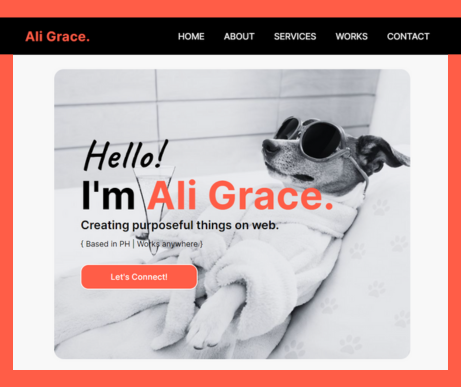 Ali Grace.
HOME ABOUT SERVICES WORKS CONTACT
Hello!
I'm Ali Grace.
Creating purposeful things on web.
{ Based in PH | Works anywhere }
Let's Connect!